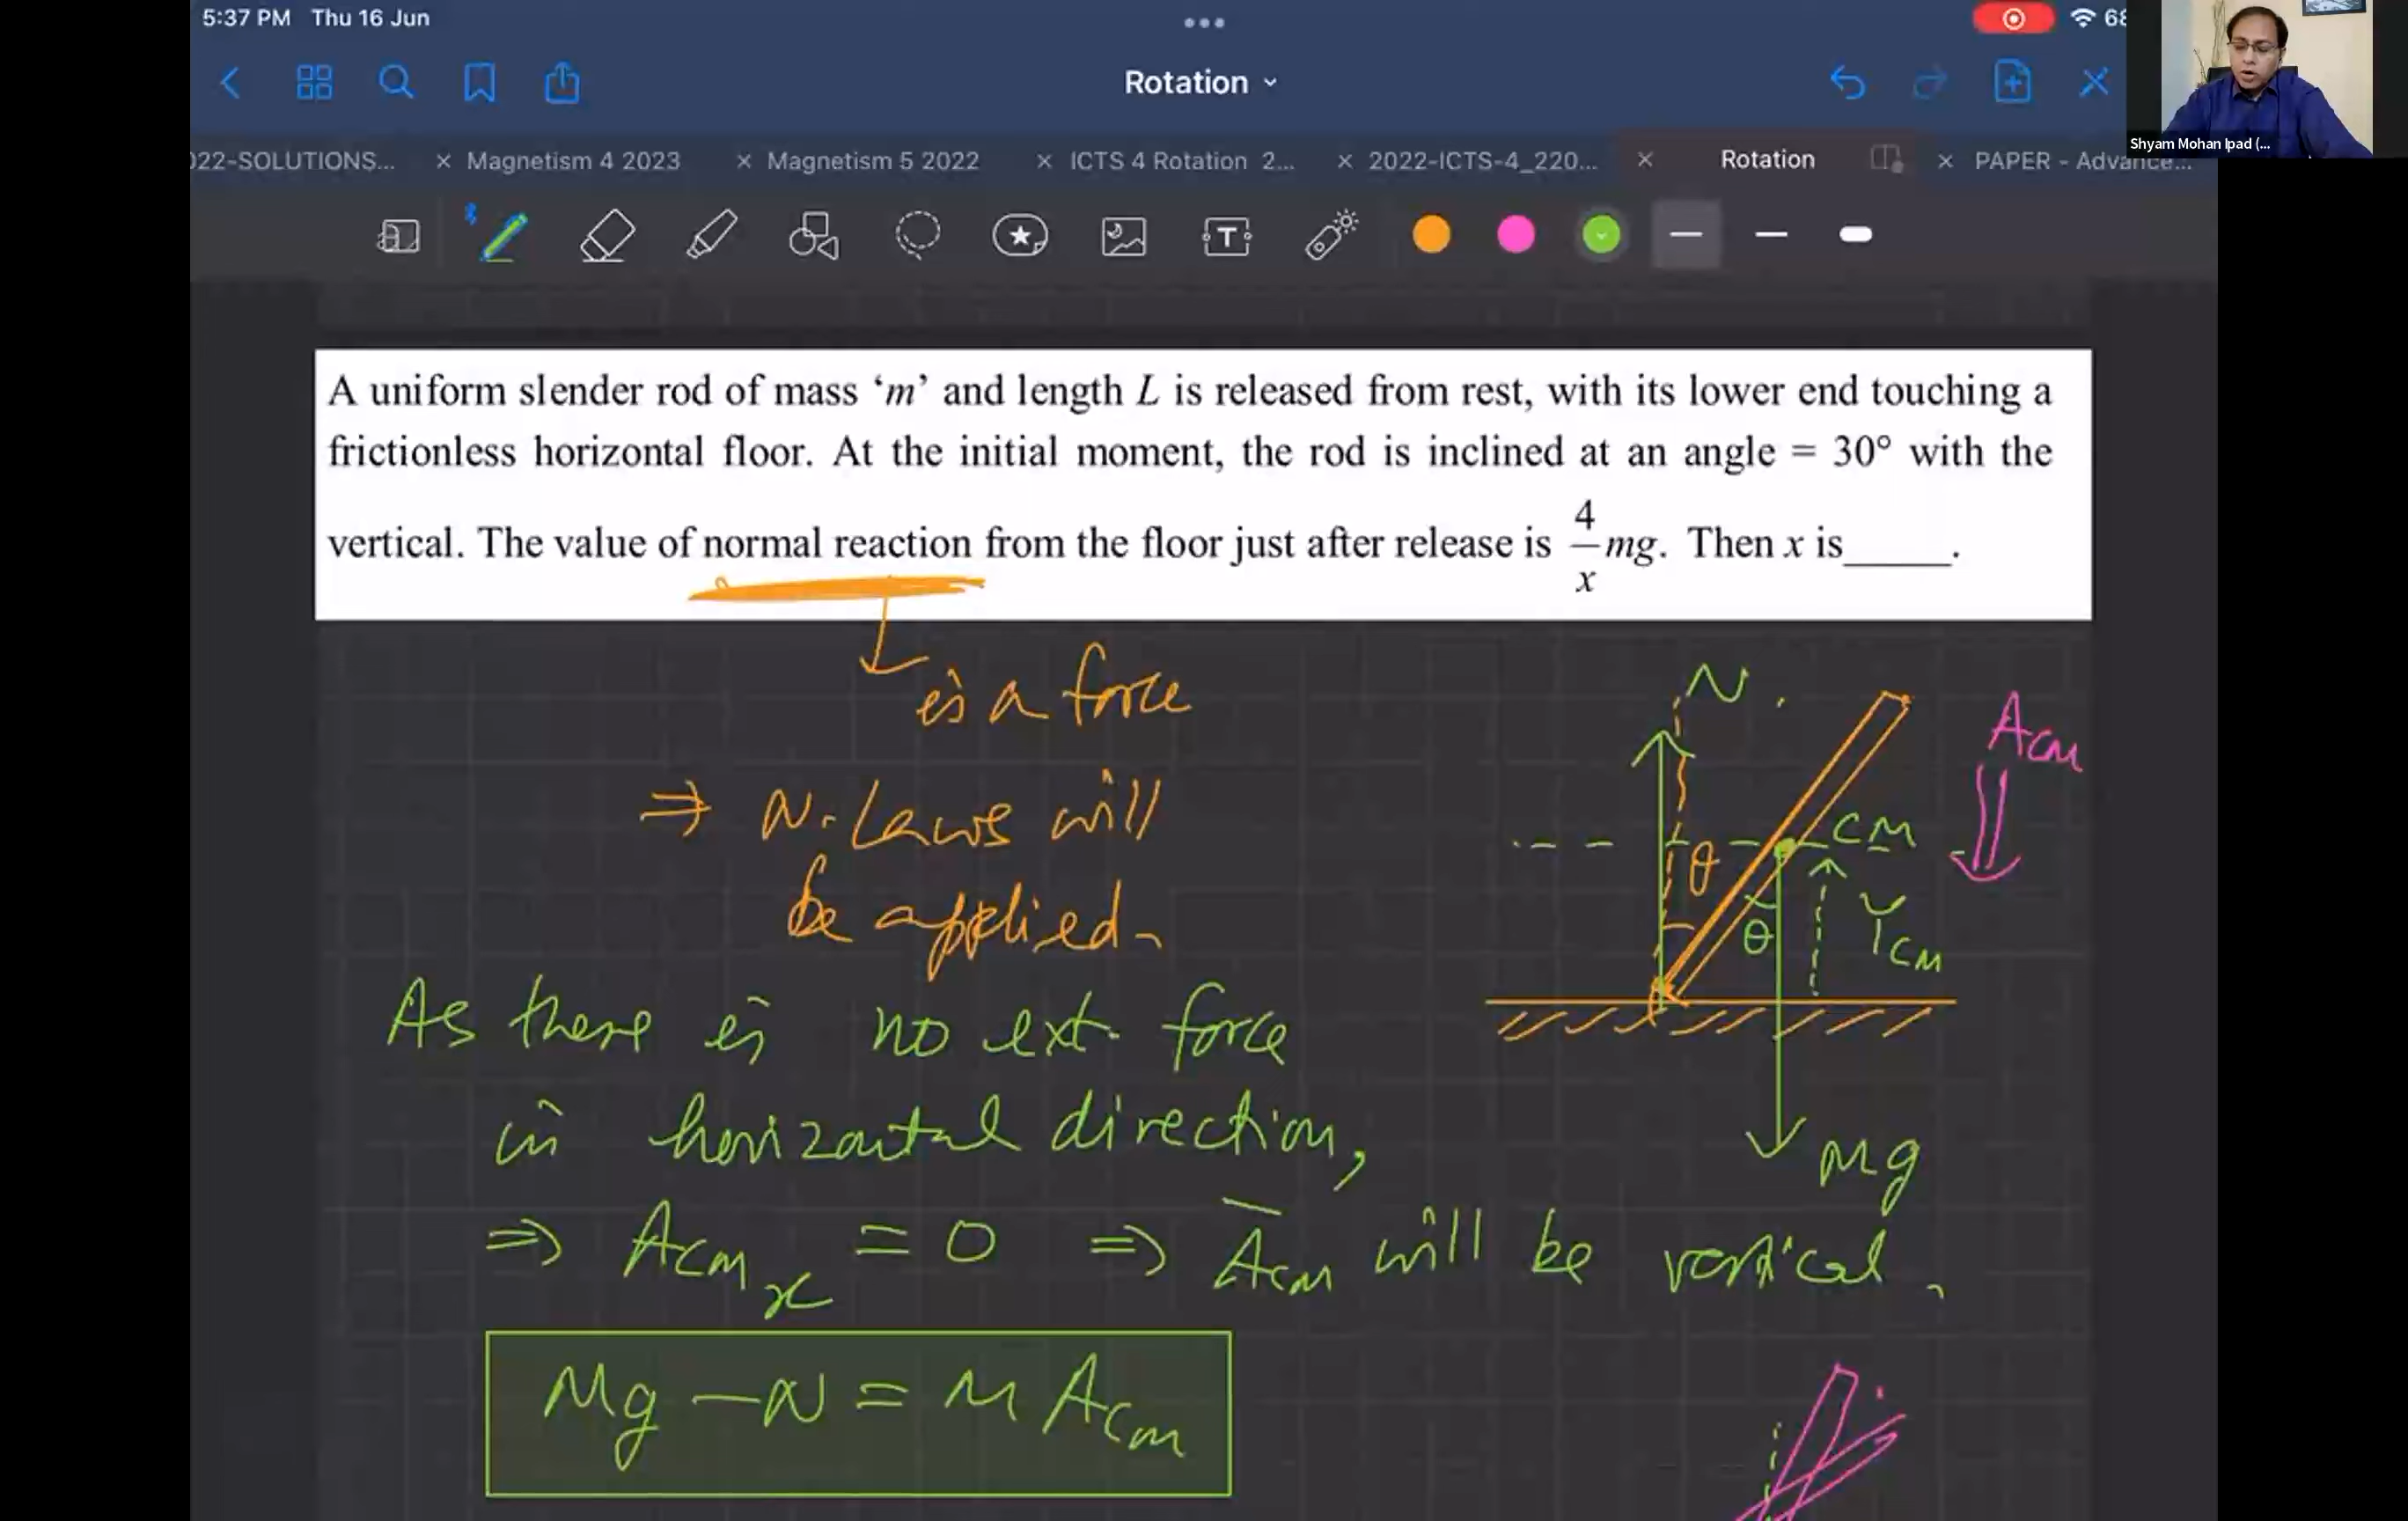 5:37 PM Thu 16 Jun
Rotation
022-SOLUTIONS... × Magnetism 4 2023 × Magnetism 5 2022 × ICTS 4 Rotation 2... × 2022-ICTS-4_220... × Rotation × PAPER - Advance...
Shyam Mohan Ipad (...
A uniform slender rod of mass ‘m’ and length L is released from rest, with its lower end touching a
frictionless horizontal floor. At the initial moment, the rod is inclined at an angle = 30° with the
vertical. The value of normal reaction from the floor just after release is 4/x mg. Then x is_____.
is a force
⇒ N. Laws will
be applied.
N
ACM
CM
θ
θ
YCM
Mg
As there is no ext. force
in horizontal direction,
⇒ ACMx = 0 ⇒ ACM will be vertical.
Mg - N = M ACM